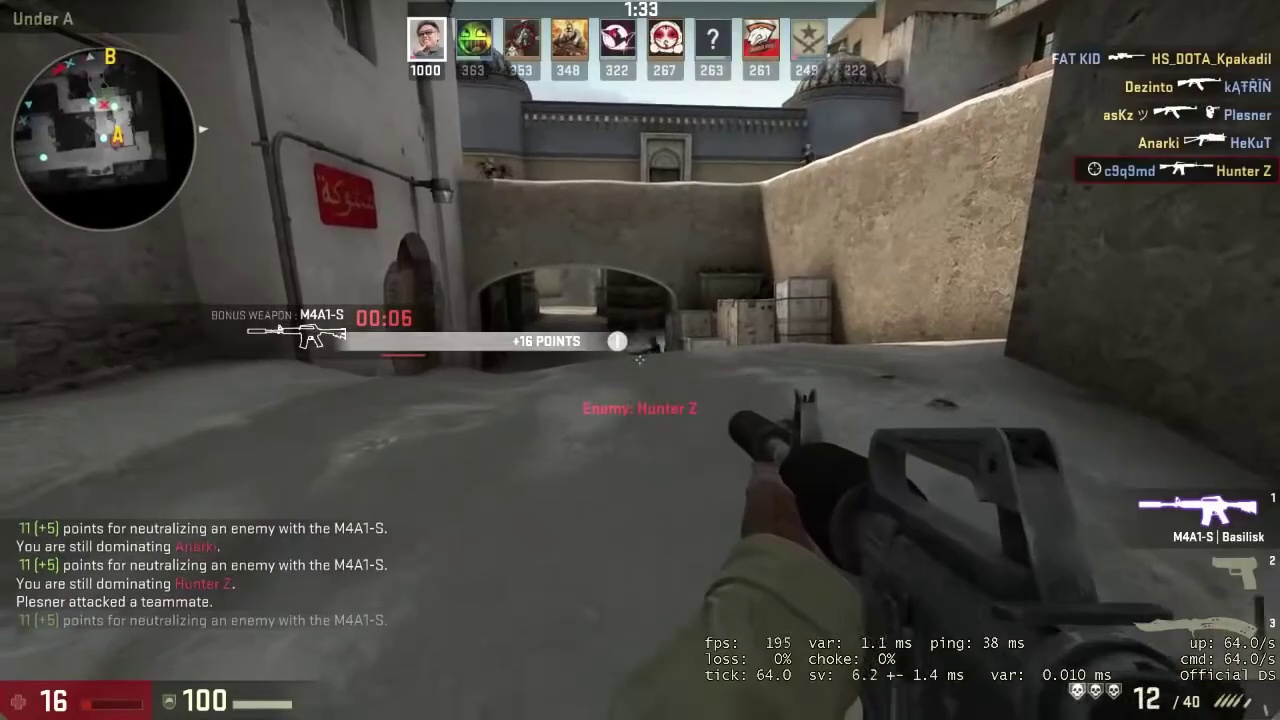 Under A
1:33
B
A
?
1000 363 353 348 322 267 263 261 249 222
FAT KID HS_DOTA_Kpakadil
Dezinto kĄŦŘĪŇ
asKz ツ Plesner
Anarki HeKuT
c9q9md Hunter Z
BONUS WEAPON : M4A1-S 00:06
+16 POINTS
Enemy: Hunter Z
11 (+5) points for neutralizing an enemy with the M4A1-S.
You are still dominating Anarki.
11 (+5) points for neutralizing an enemy with the M4A1-S.
You are still dominating Hunter Z.
Plesner attacked a teammate.
11 (+5) points for neutralizing an enemy with the M4A1-S.
1
M4A1-S | Basilisk
2
3
fps: 195 var: 1.1 ms ping: 38 ms up: 64.0/s
loss: 0% choke: 0% cmd: 64.0/s
tick: 64.0 sv: 6.2 +- 1.4 ms var: 0.010 ms Official DS
16 100
12 / 40